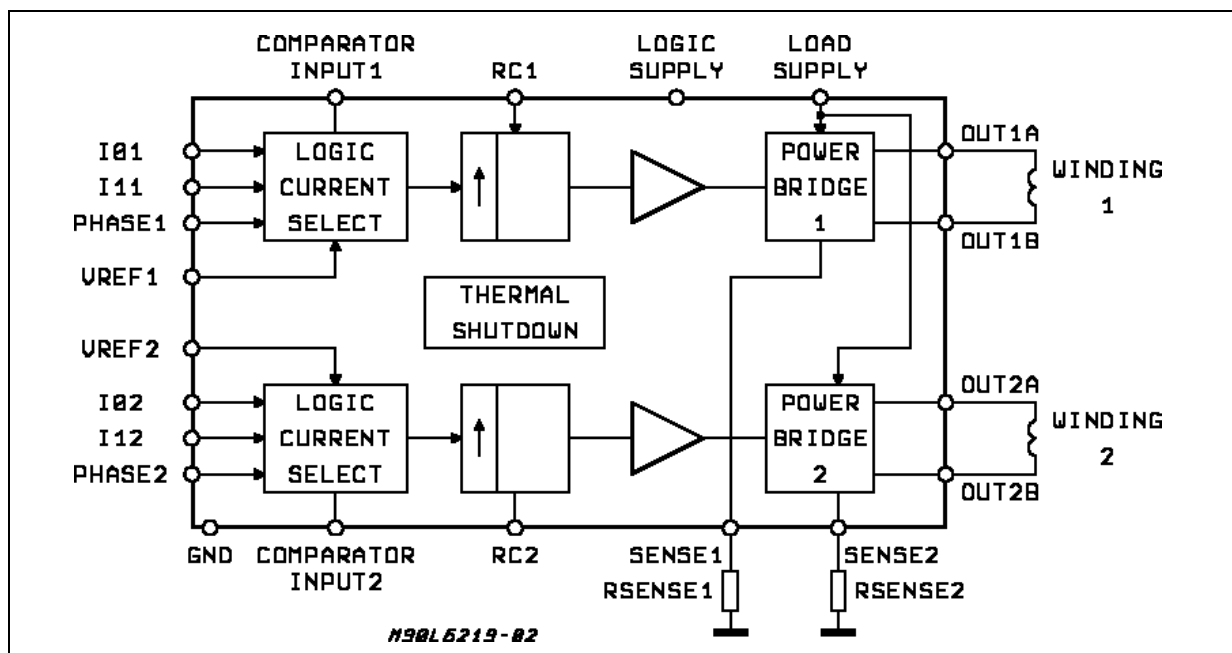 COMPARATOR
INPUT1
RC1
LOGIC
SUPPLY
LOAD
SUPPLY
I01
I11
PHASE1
VREF1
LOGIC
CURRENT
SELECT
POWER
BRIDGE
1
OUT1A
OUT1B
WINDING
1
THERMAL
SHUTDOWN
VREF2
I02
I12
PHASE2
LOGIC
CURRENT
SELECT
POWER
BRIDGE
2
OUT2A
OUT2B
WINDING
2
GND
COMPARATOR
INPUT2
RC2
SENSE1
RSENSE1
SENSE2
RSENSE2
M90L6219-02